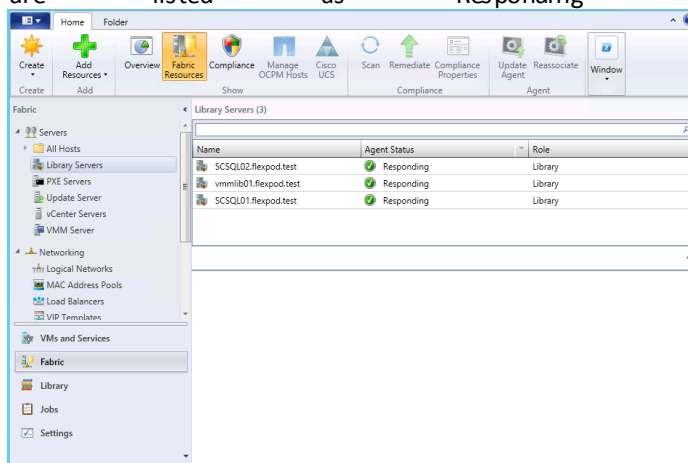 are listed as Responding
Home Folder
Create
Add
Resources
Overview
Fabric
Resources
Compliance
Manage
OCPM Hosts
Cisco
UCS
Scan
Remediate
Compliance
Properties
Update
Agent
Reassociate
Window
Create Add Show Compliance Agent
Fabric
Servers
All Hosts
Library Servers
PXE Servers
Update Server
vCenter Servers
VMM Server
Networking
Logical Networks
MAC Address Pools
Load Balancers
VIP Templates
VMs and Services
Fabric
Library
Jobs
Settings
Library Servers (3)
Name Agent Status Role
SCSQL02.flexpod.test Responding Library
vmmlib01.flexpod.test Responding Library
SCSQL01.flexpod.test Responding Library